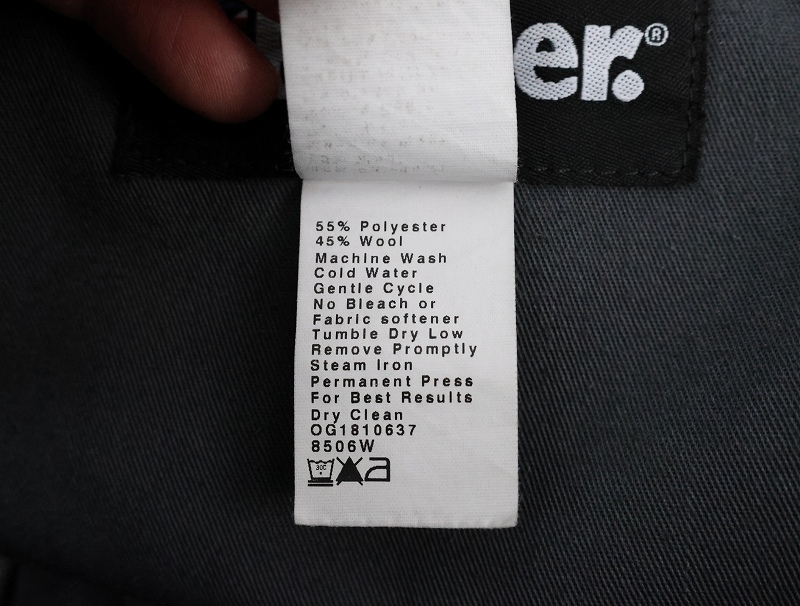 er.®
55% Polyester
45% Wool
Machine Wash
Cold Water
Gentle Cycle
No Bleach or
Fabric softener
Tumble Dry Low
Remove Promptly
Steam Iron
Permanent Press
For Best Results
Dry Clean
OG1810637
8506W
30C